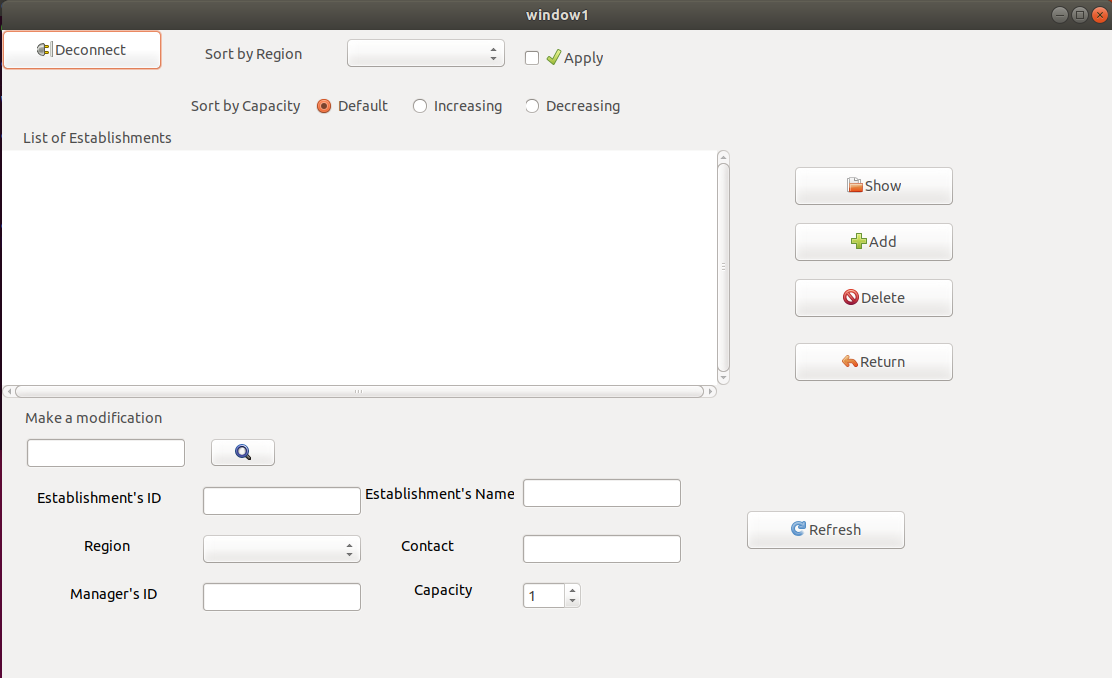 window1
Deconnect
Sort by Region
Apply
Sort by Capacity
Default
Increasing
Decreasing
List of Establishments
Show
Add
Delete
Return
Make a modification
Establishment's ID
Establishment's Name
Region
Contact
Refresh
Manager's ID
Capacity
1